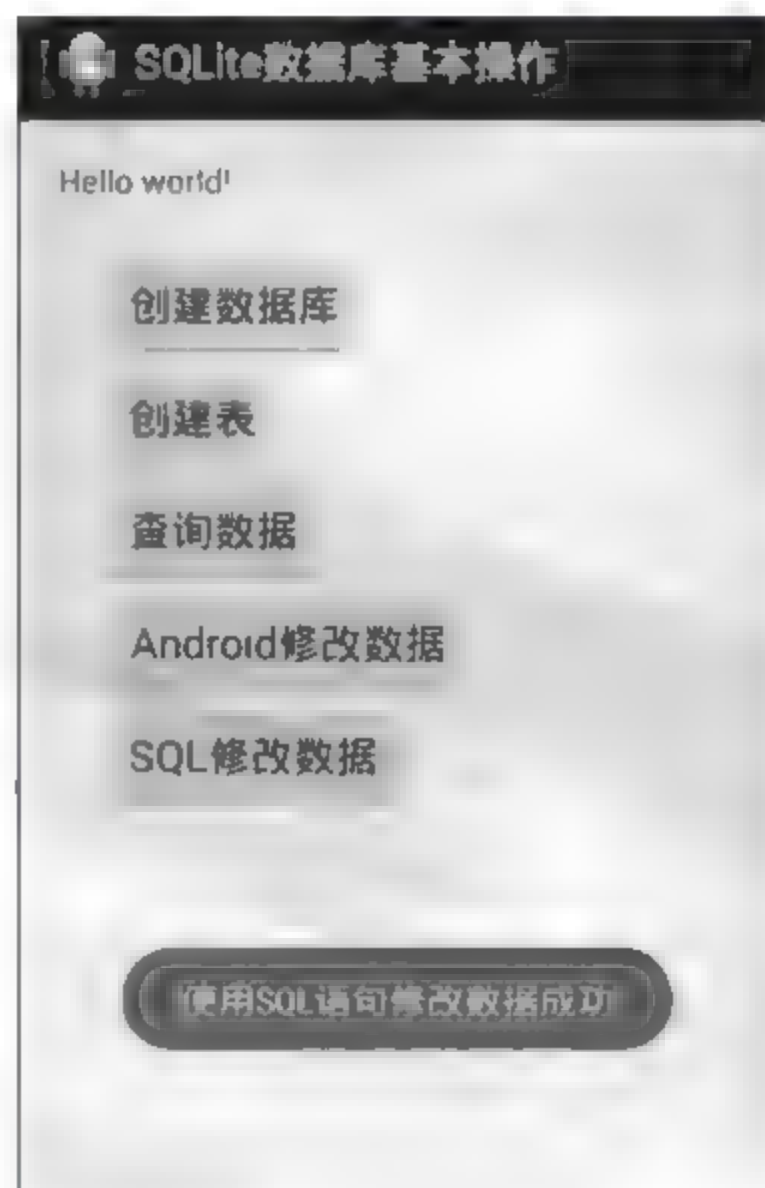 SQLite数据库基本操作
Hello world!
创建数据库
创建表
查询数据
Android修改数据
SQL修改数据
使用SQL语句修改数据成功